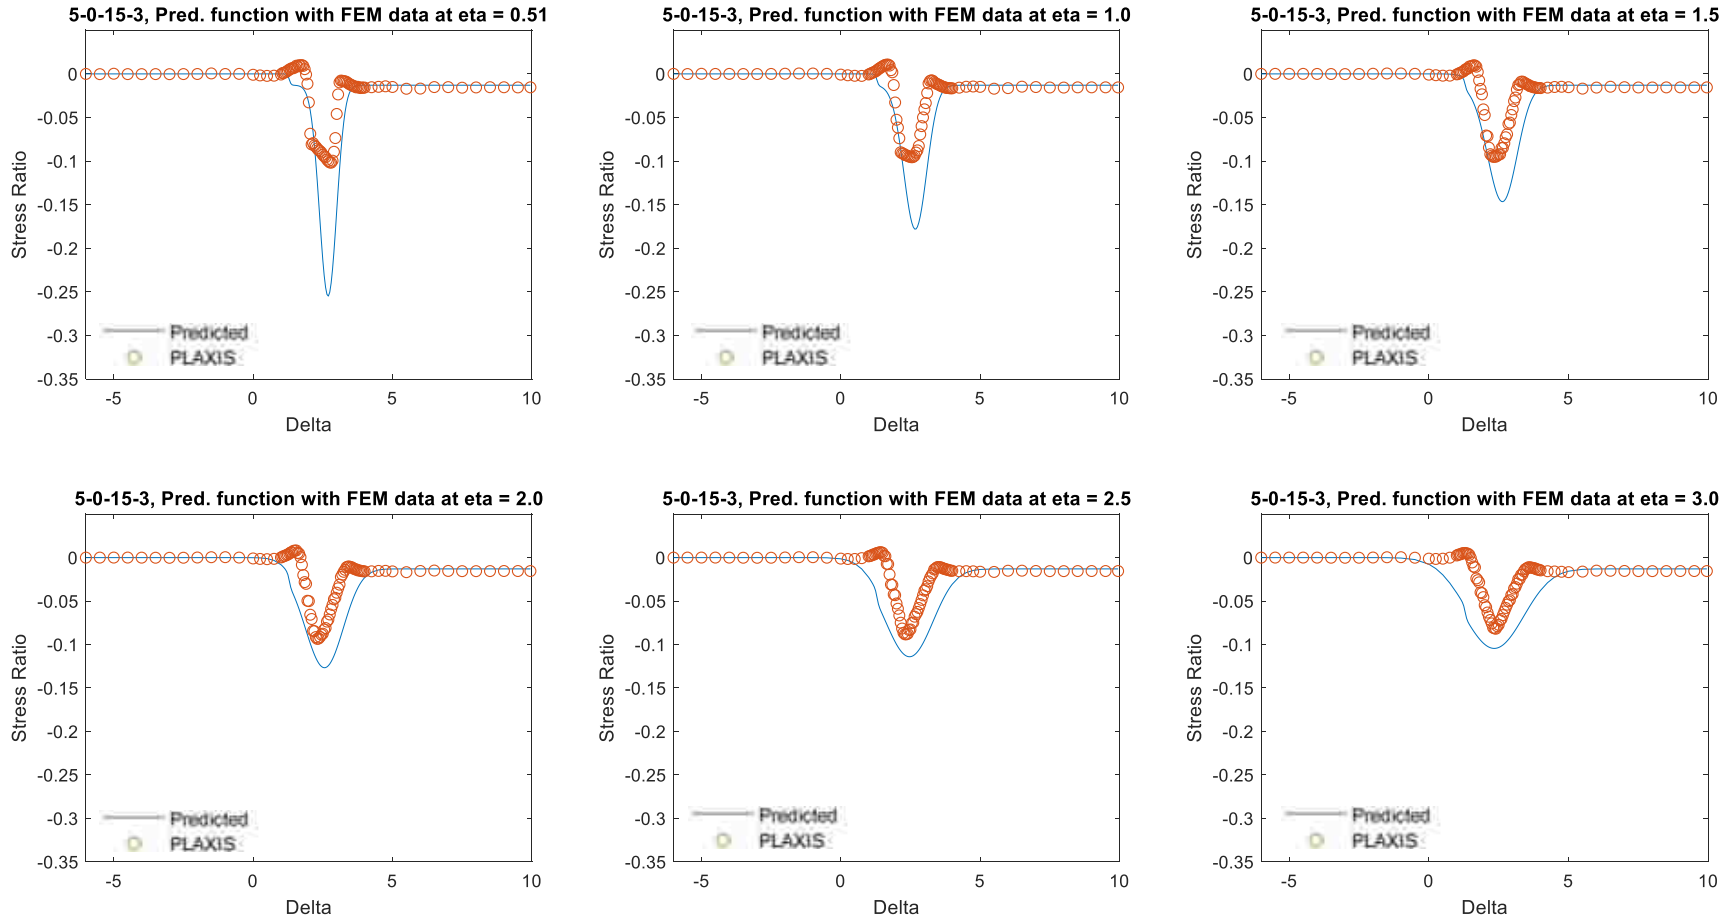 5-0-15-3, Pred. function with FEM data at eta = 0.51
0
-0.05
-0.1
-0.15
-0.2
-0.25
-0.3
-0.35
Stress Ratio
Predicted
PLAXIS
-5
0
5
10
Delta
5-0-15-3, Pred. function with FEM data at eta = 1.0
0
-0.05
-0.1
-0.15
-0.2
-0.25
-0.3
-0.35
Stress Ratio
Predicted
PLAXIS
-5
0
5
10
Delta
5-0-15-3, Pred. function with FEM data at eta = 1.5
0
-0.05
-0.1
-0.15
-0.2
-0.25
-0.3
-0.35
Stress Ratio
Predicted
PLAXIS
-5
0
5
10
Delta
5-0-15-3, Pred. function with FEM data at eta = 2.0
0
-0.05
-0.1
-0.15
-0.2
-0.25
-0.3
-0.35
Stress Ratio
Predicted
PLAXIS
-5
0
5
10
Delta
5-0-15-3, Pred. function with FEM data at eta = 2.5
0
-0.05
-0.1
-0.15
-0.2
-0.25
-0.3
-0.35
Stress Ratio
Predicted
PLAXIS
-5
0
5
10
Delta
5-0-15-3, Pred. function with FEM data at eta = 3.0
0
-0.05
-0.1
-0.15
-0.2
-0.25
-0.3
-0.35
Stress Ratio
Predicted
PLAXIS
-5
0
5
10
Delta